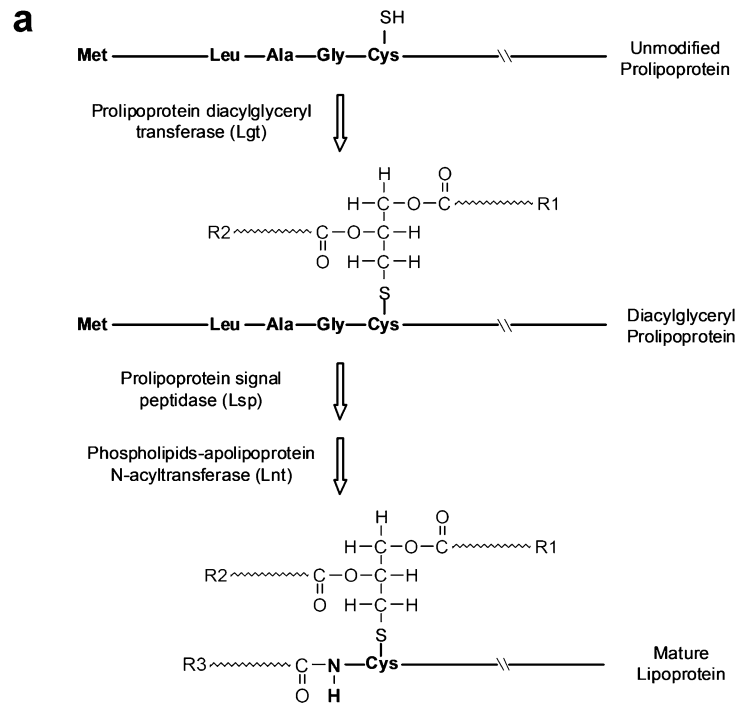 a
SH
Met Leu Ala Gly Cys
Unmodified
Prolipoprotein
Prolipoprotein diacylglyceryl
transferase (Lgt)
H O
H C O C R1
R2 C O C H
O H C H
S
Met Leu Ala Gly Cys
Diacylglyceryl
Prolipoprotein
Prolipoprotein signal
peptidase (Lsp)
Phospholipids-apolipoprotein
N-acyltransferase (Lnt)
H O
H C O C R1
R2 C O C H
O H C H
S
R3 C N Cys
O H
Mature
Lipoprotein